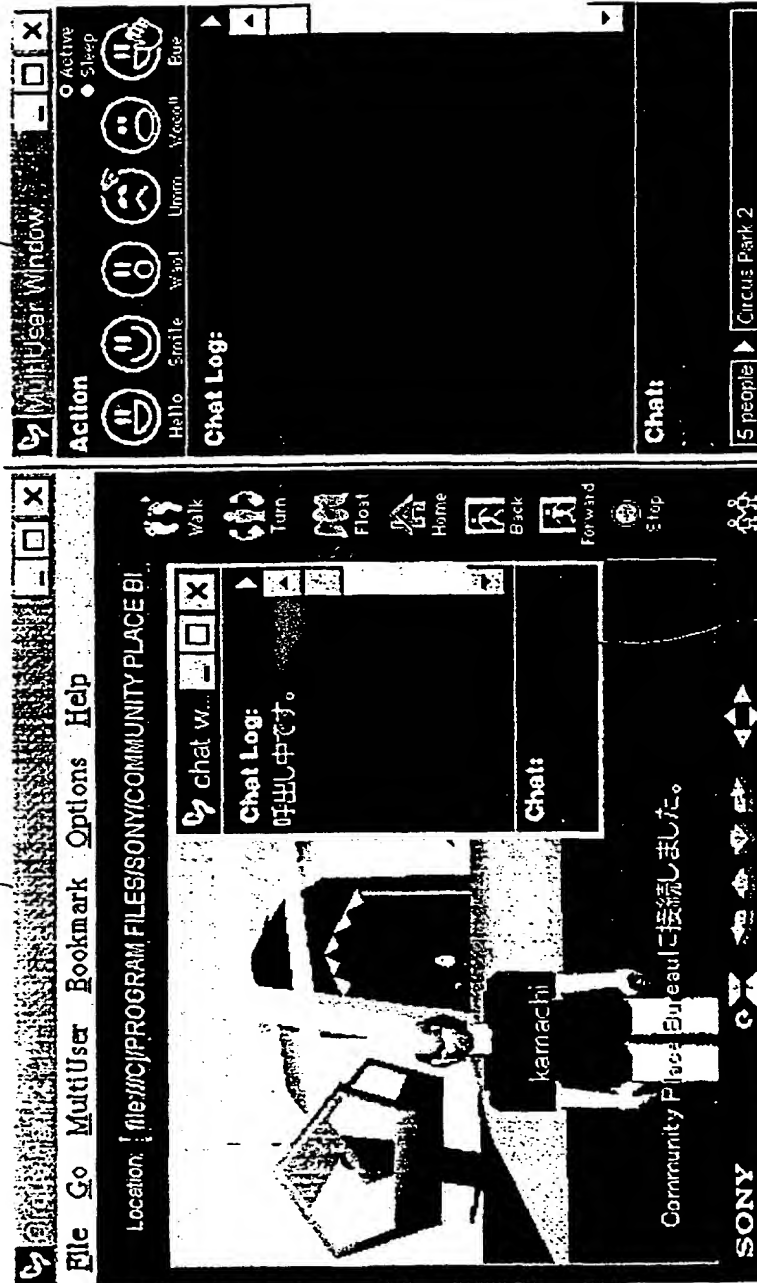 File Go MultiUser Bookmark Options Help
Location: file:///C|/PROGRAM FILES/SONY/COMMUNITY PLACE BI
chat w...
Chat Log:
呼出し中です。
Chat:
kamachi
Community Place Bureauに接続しました。
Walk
Turn
Float
Home
Back
Forward
Stop
SONY
MultiUser Window
Action
Active
Sleep
Hello Smile Wao! Umm.. Bye
Chat Log:
Chat:
5 people Circus Park 2